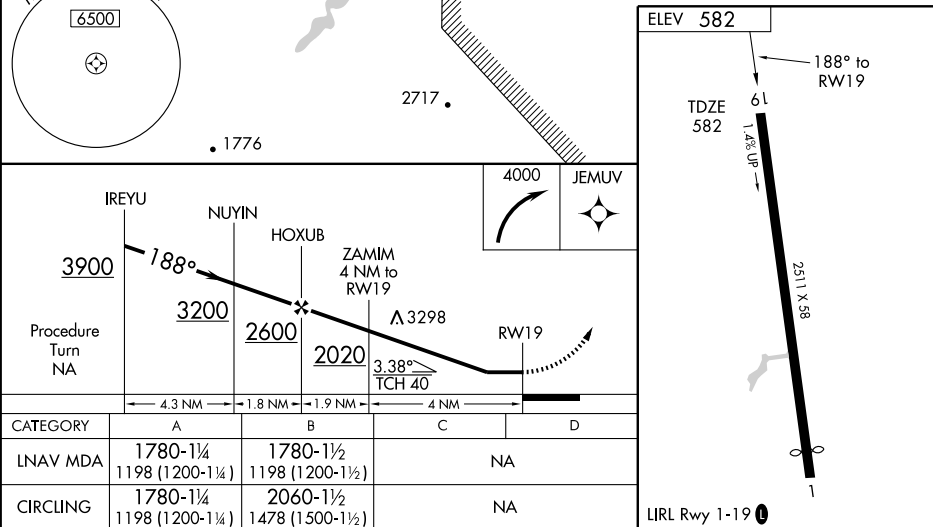 6500
2717
1776
4000
JEMUV
IREYU
NUYIN
HOXUB
ZAMIM
4 NM to
RW19
188°
3900
3200
2600
2020
3298
RW19
3.38°
TCH 40
Procedure
Turn
NA
4.3 NM
1.8 NM
1.9 NM
4 NM
CATEGORY A B C D
LNAV MDA 1780-1¼ 1780-1½ NA
1198 (1200-1¼) 1198 (1200-1½)
CIRCLING 1780-1¼ 2060-1½ NA
1198 (1200-1¼) 1478 (1500-1½)
ELEV 582
188° to
RW19
19
TDZE
582
1.4% UP
2511 X 58
1
LIRL Rwy 1-19 L